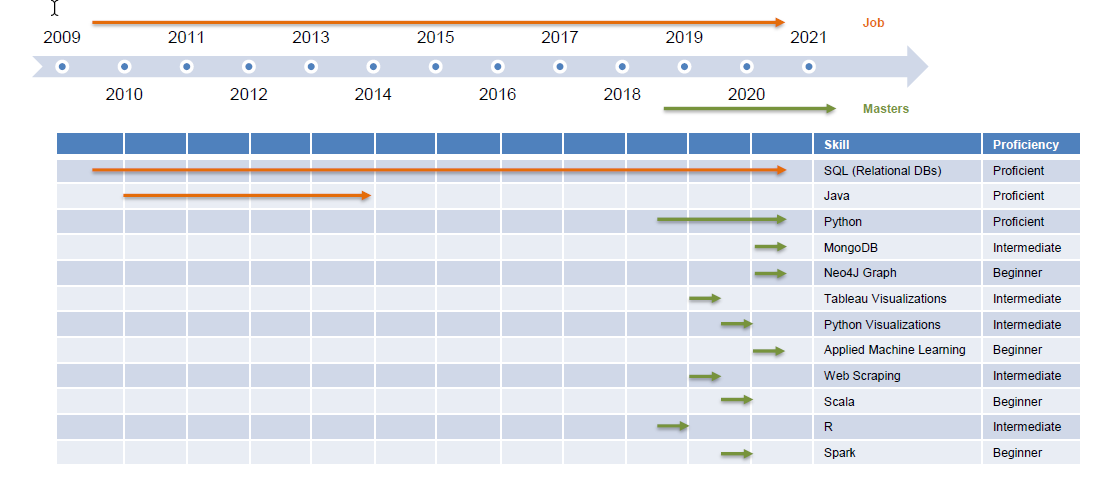 Job
2009 2011 2013 2015 2017 2019 2021
2010 2012 2014 2016 2018 2020
Masters
Skill Proficiency
SQL (Relational DBs) Proficient
Java Proficient
Python Proficient
MongoDB Intermediate
Neo4J Graph Beginner
Tableau Visualizations Intermediate
Python Visualizations Intermediate
Applied Machine Learning Beginner
Web Scraping Intermediate
Scala Beginner
R Intermediate
Spark Beginner